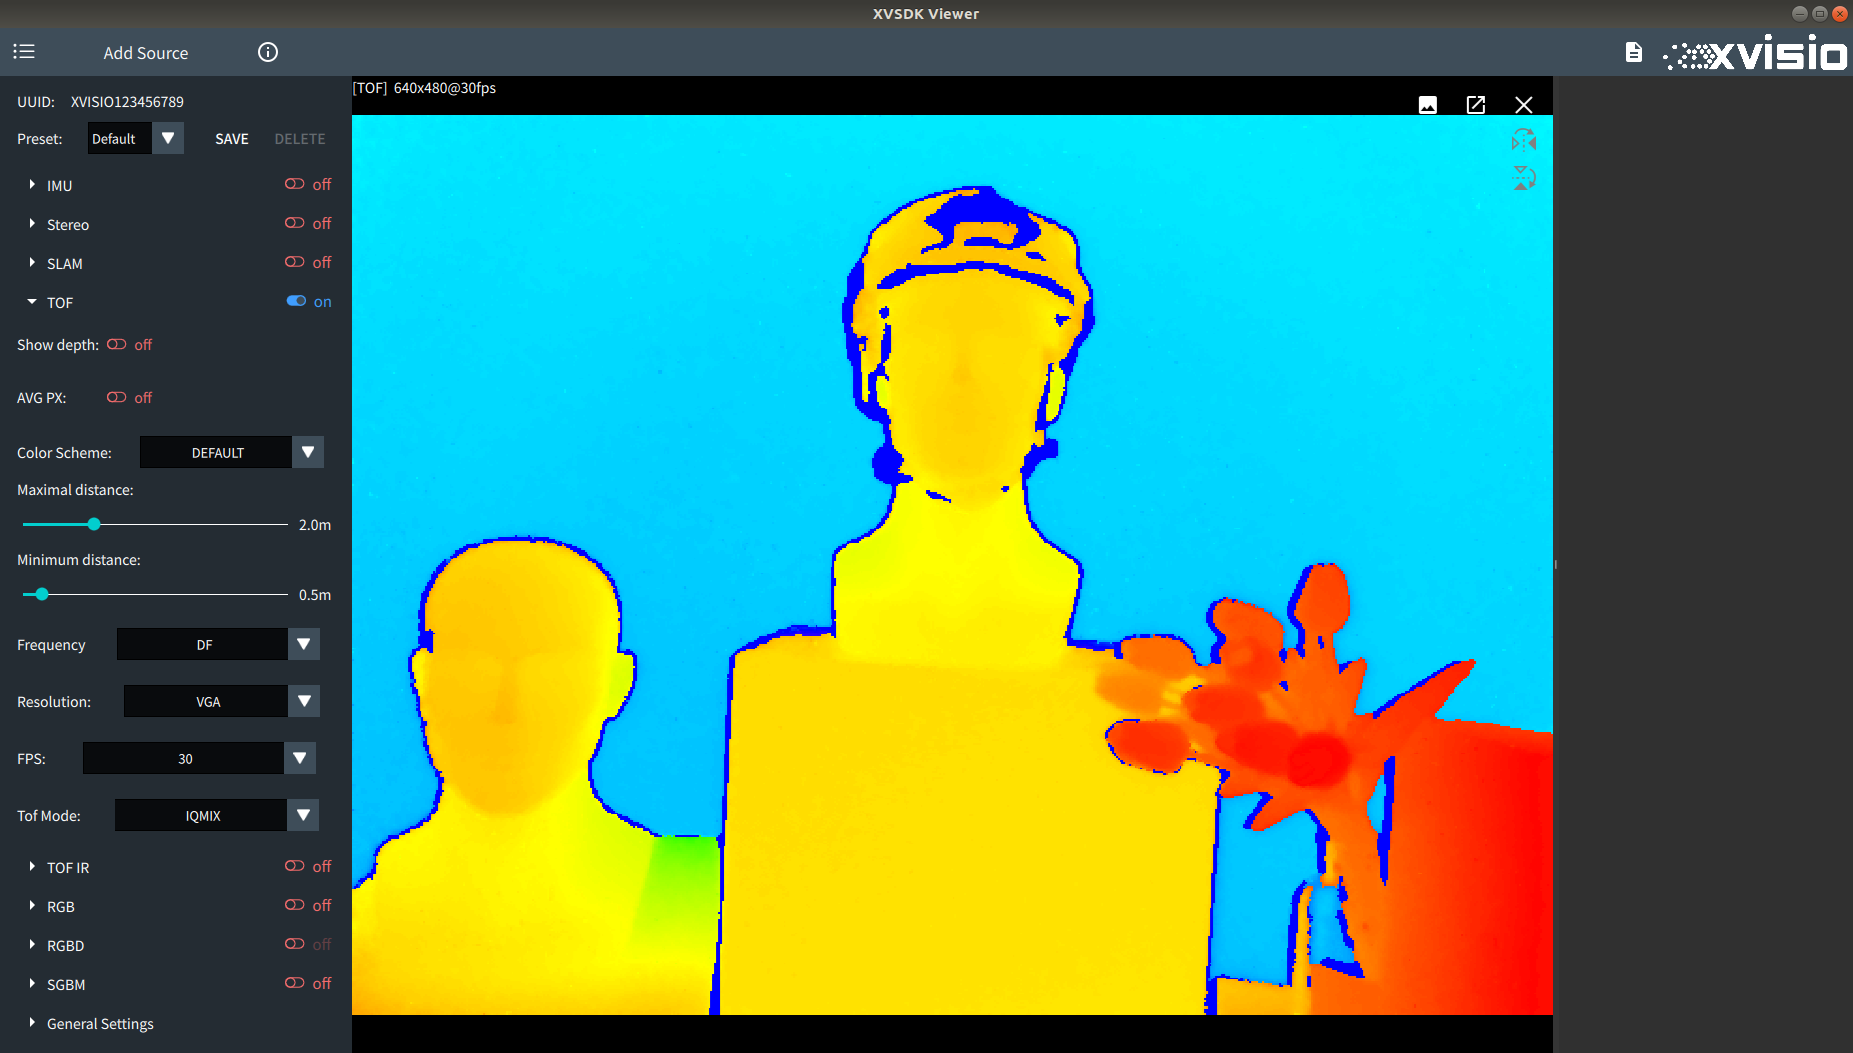 XVSDK Viewer
Add Source
xvisio
UUID: XVISIO123456789
[TOF] 640x480@30fps
Preset: Default SAVE DELETE
IMU off
Stereo off
SLAM off
TOF on
Show depth: off
AVG PX: off
Color Scheme: DEFAULT
Maximal distance:
2.0m
Minimum distance:
0.5m
Frequency DF
Resolution: VGA
FPS: 30
Tof Mode: IQMIX
TOF IR off
RGB off
RGBD off
SGBM off
General Settings